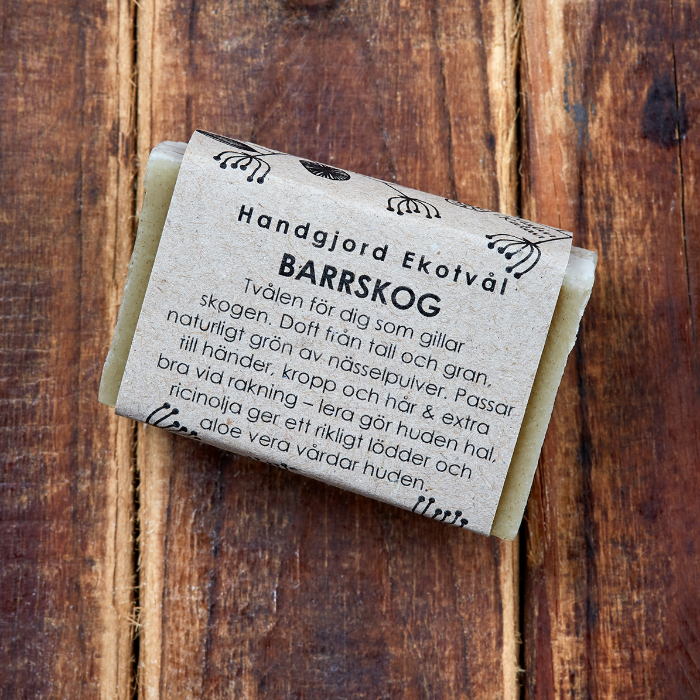 Handgjord Ekotvål
BARRSKOG
Tvålen för dig som gillar
skogen. Doft från tall och gran,
naturligt grön av nässelpulver. Passar
till händer, kropp och hår & extra
bra vid rakning – lera gör huden hal,
ricinolja ger ett rikligt lödder och
aloe vera vårdar huden.